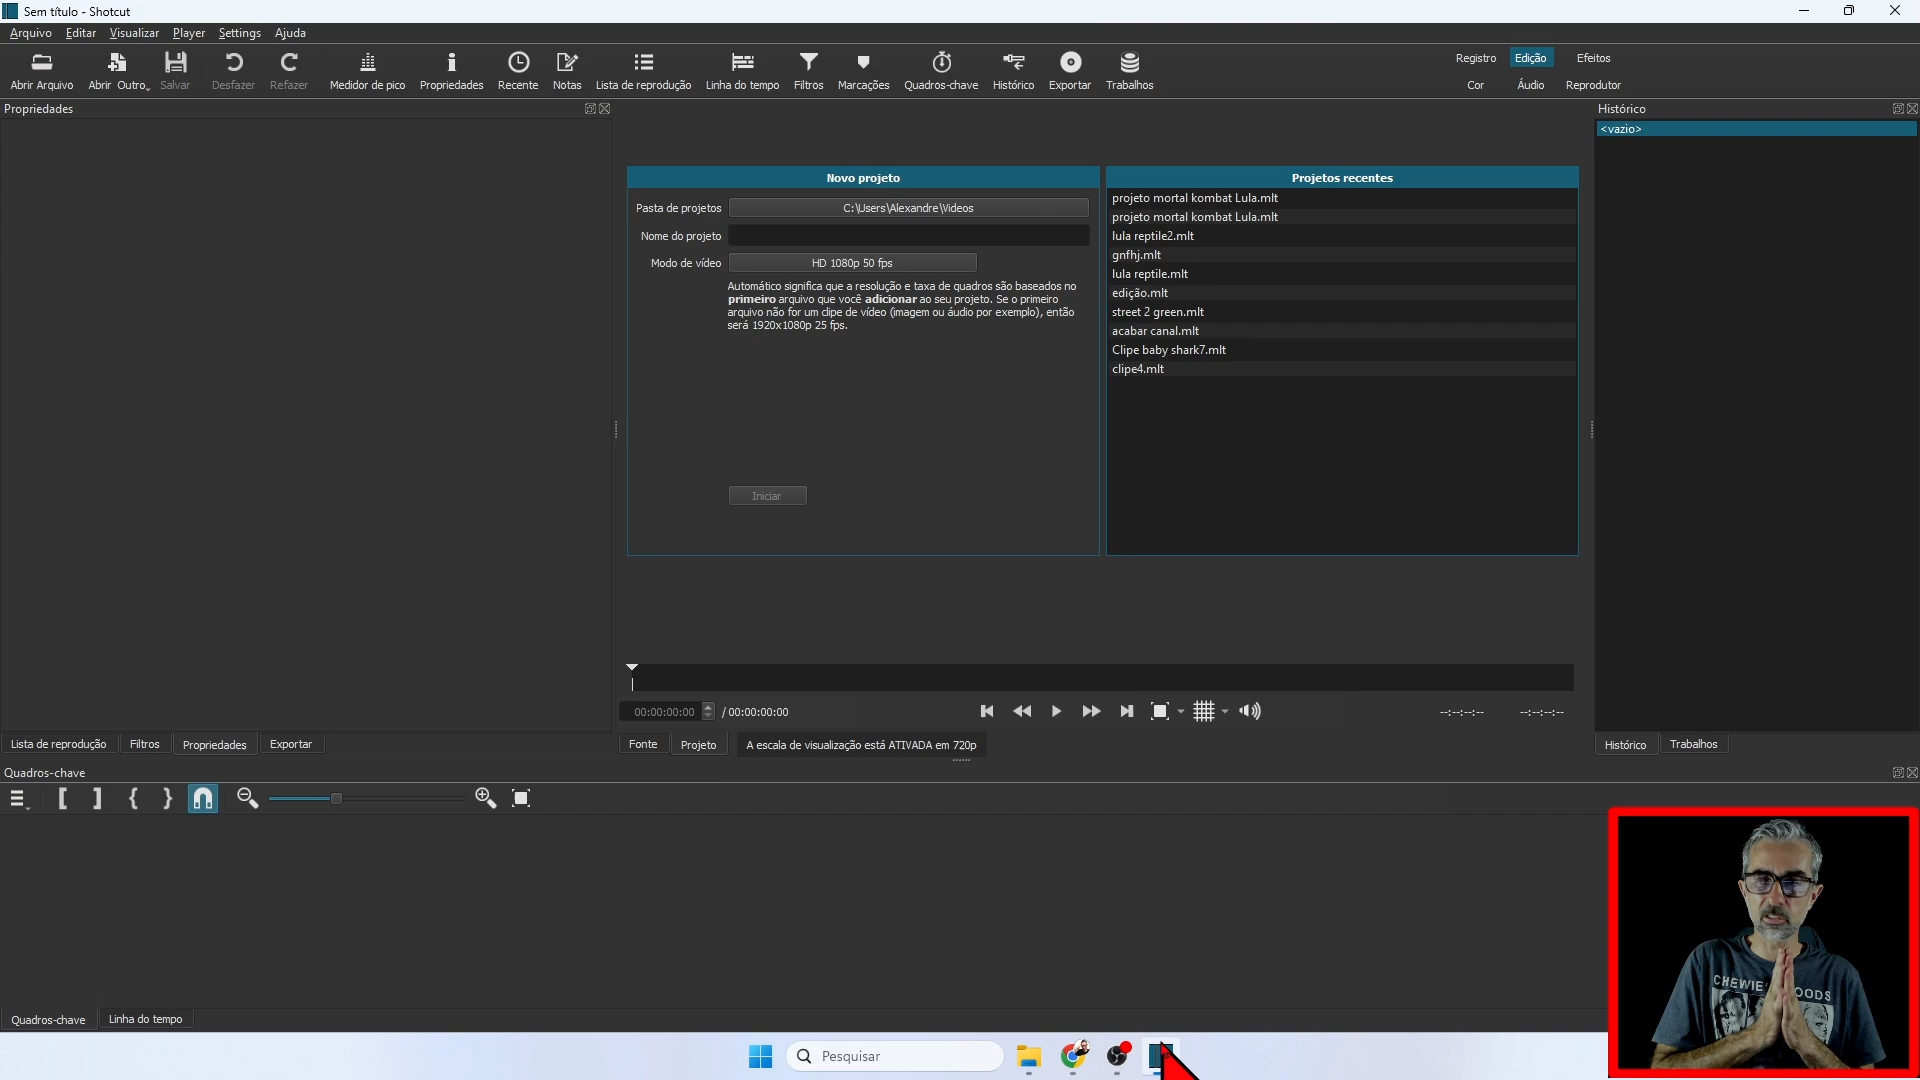 Sem título - Shotcut
Arquivo Editar Visualizar Player Settings Ajuda
Abrir Arquivo Abrir Outro Salvar Desfazer Refazer Medidor de pico Propriedades Recente Notas Lista de reprodução Linha do tempo Filtros Marcações Quadros-chave Histórico Exportar Trabalhos
Registro Edição Efeitos
Cor Áudio Reprodutor
Propriedades
Histórico
<vazio>
Novo projeto
Pasta de projetos C:\Users\Alexandre\Videos
Nome do projeto
Modo de vídeo HD 1080p 50 fps
Automático significa que a resolução e taxa de quadros são baseados no
primeiro arquivo que você adicionar ao seu projeto. Se o primeiro
arquivo não for um clipe de vídeo (imagem ou áudio por exemplo), então
será 1920x1080p 25 fps.
Iniciar
Projetos recentes
projeto mortal kombat Lula.mlt
projeto mortal kombat Lula.mlt
lula reptile2.mlt
gnfhj.mlt
lula reptile.mlt
edição.mlt
street 2 green.mlt
acabar canal.mlt
Clipe baby shark7.mlt
clipe4.mlt
00:00:00:00 / 00:00:00:00
--:--:--:-- --:--:--:--
Lista de reprodução Filtros Propriedades Exportar
Fonte Projeto A escala de visualização está ATIVADA em 720p
Histórico Trabalhos
Quadros-chave
Quadros-chave Linha do tempo
Pesquisar
CHEWIE
OODS